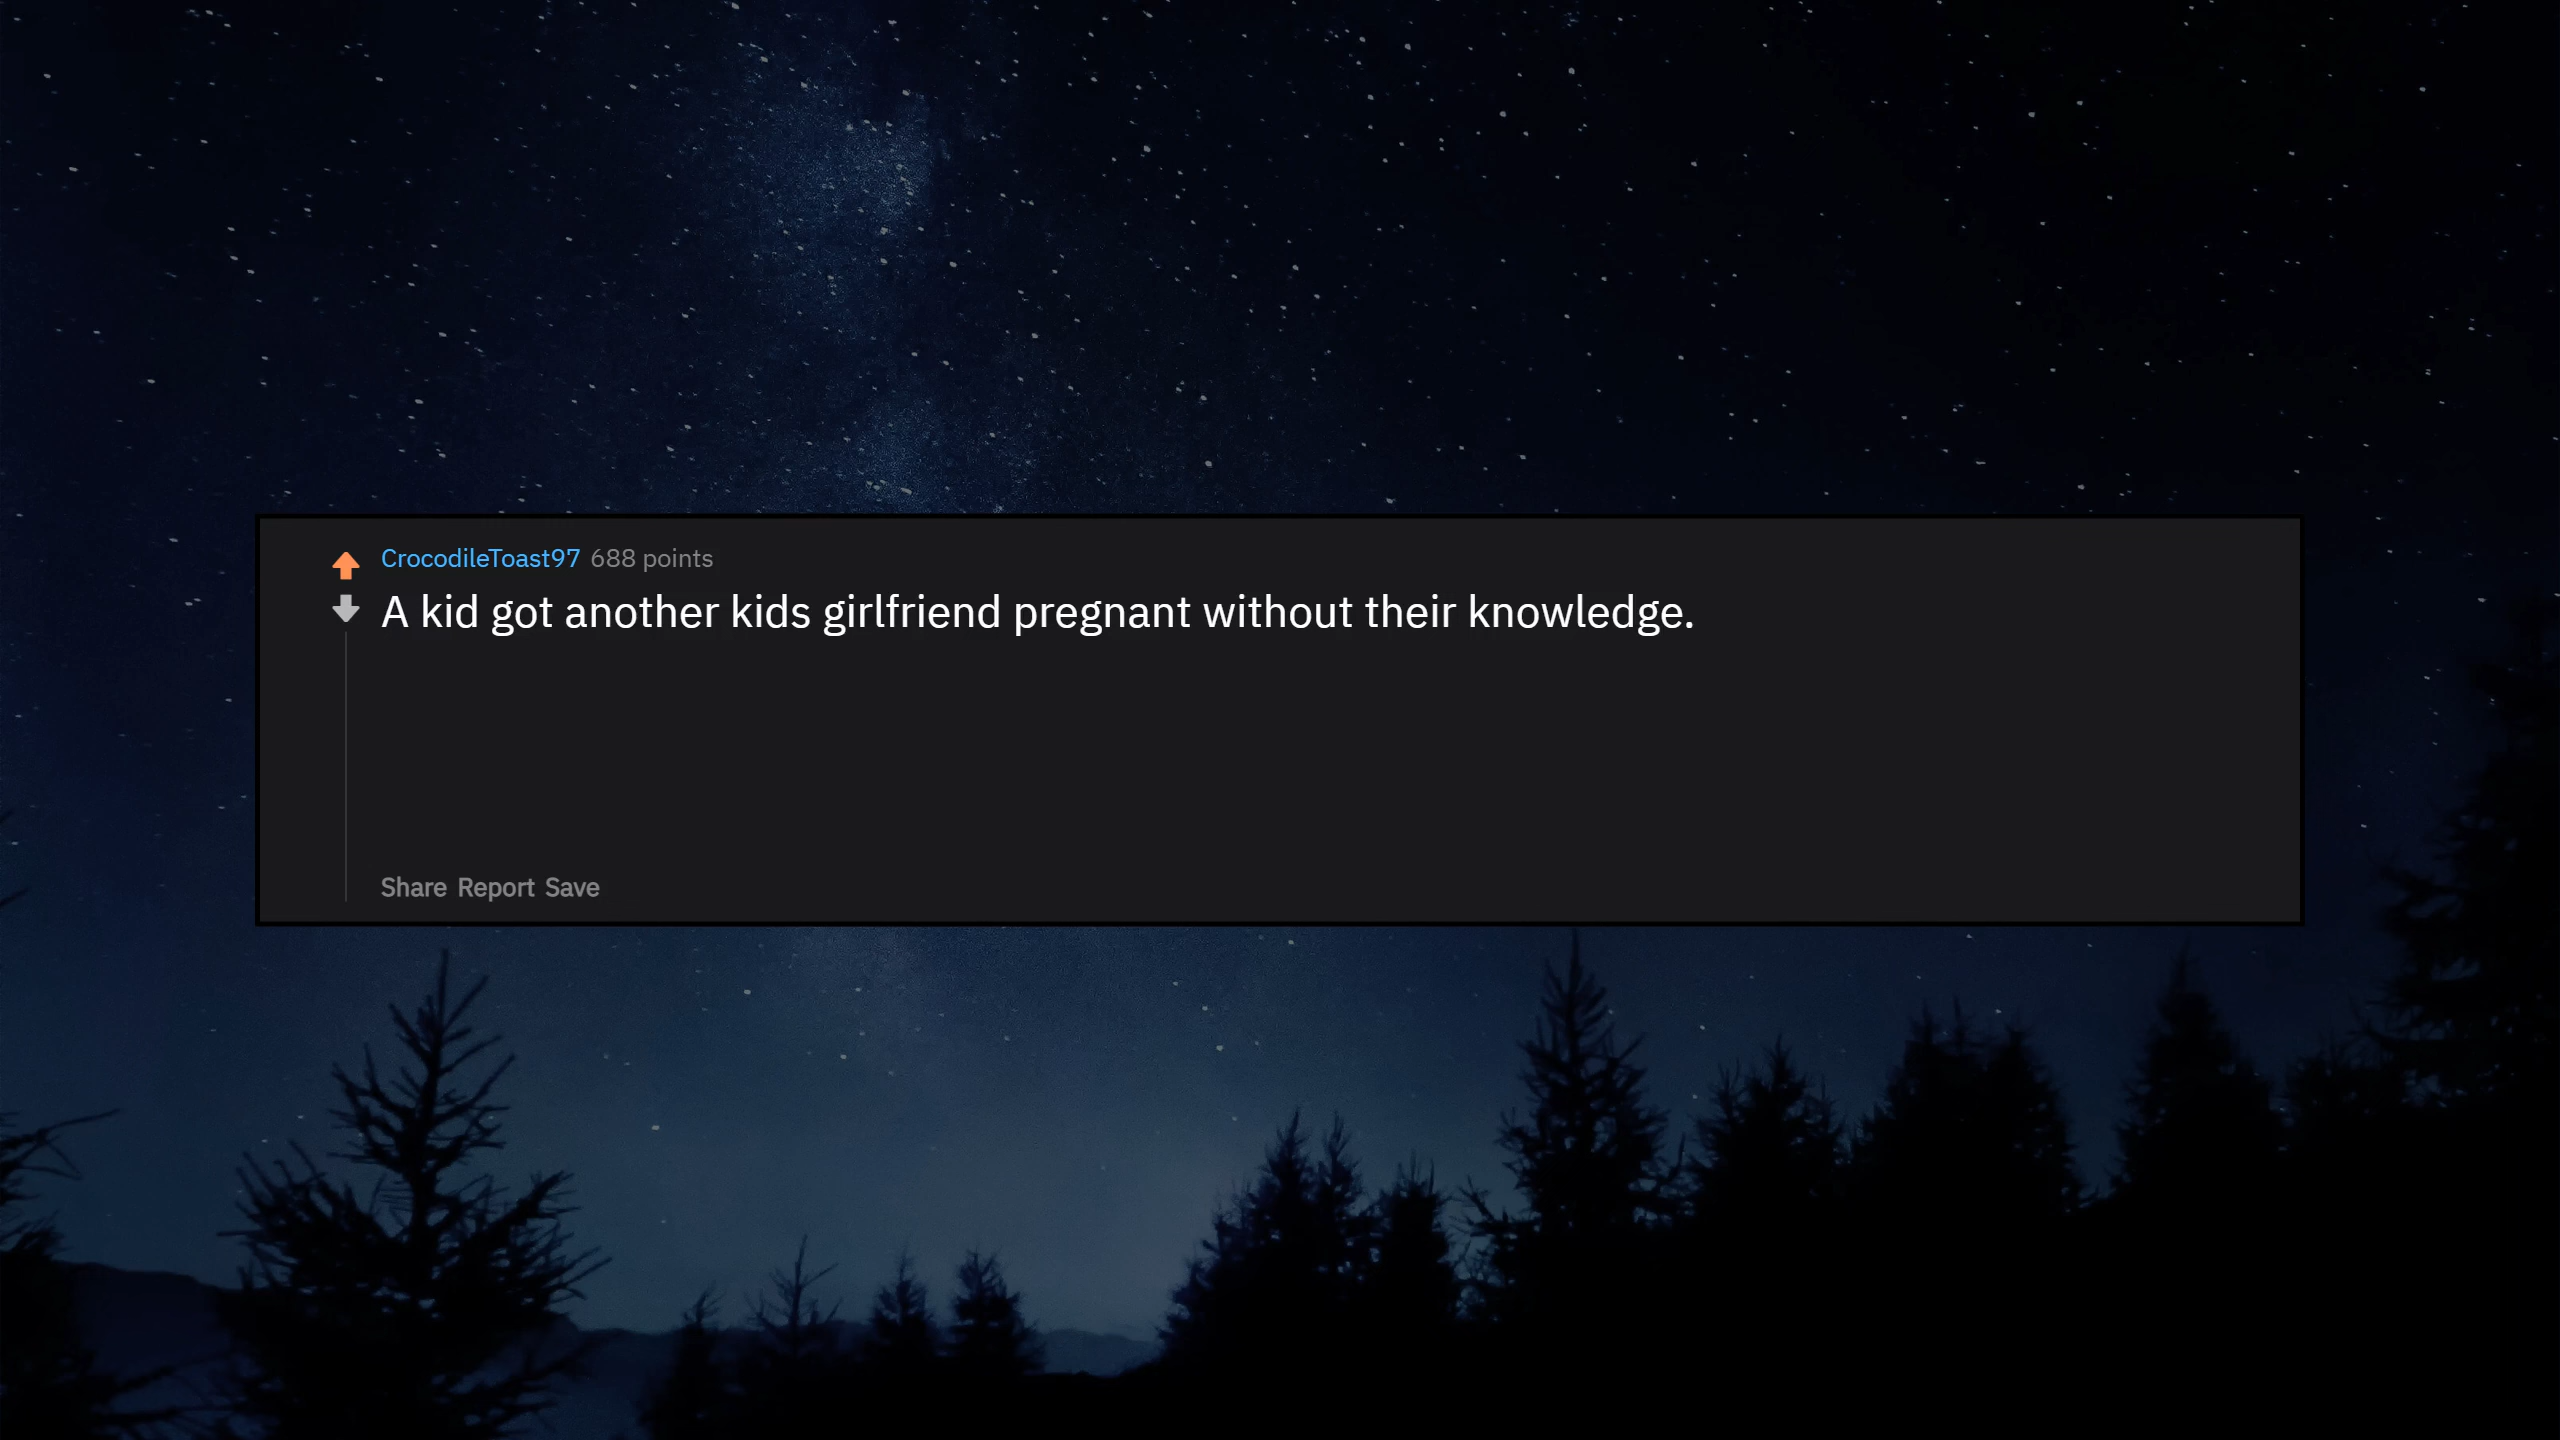 CrocodileToast97 688 points
A kid got another kids girlfriend pregnant without their knowledge.
Share Report Save